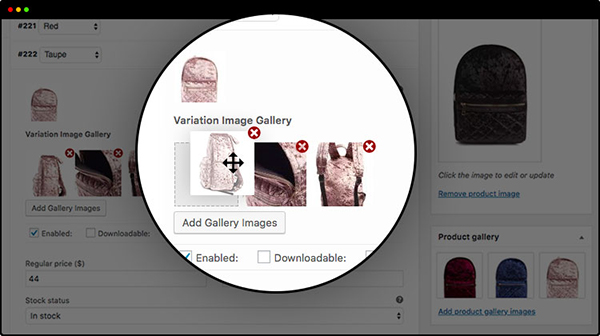 #221 Red
#222 Taupe
Variation Image Gallery
Add Gallery Images
Enabled: Downloadable:
Regular price ($)
44
Stock status
In stock
Variation Image Gallery
Add Gallery Images
Enabled: Downloadable:
Click the image to edit or update
Remove product image
Product gallery
Add product gallery images